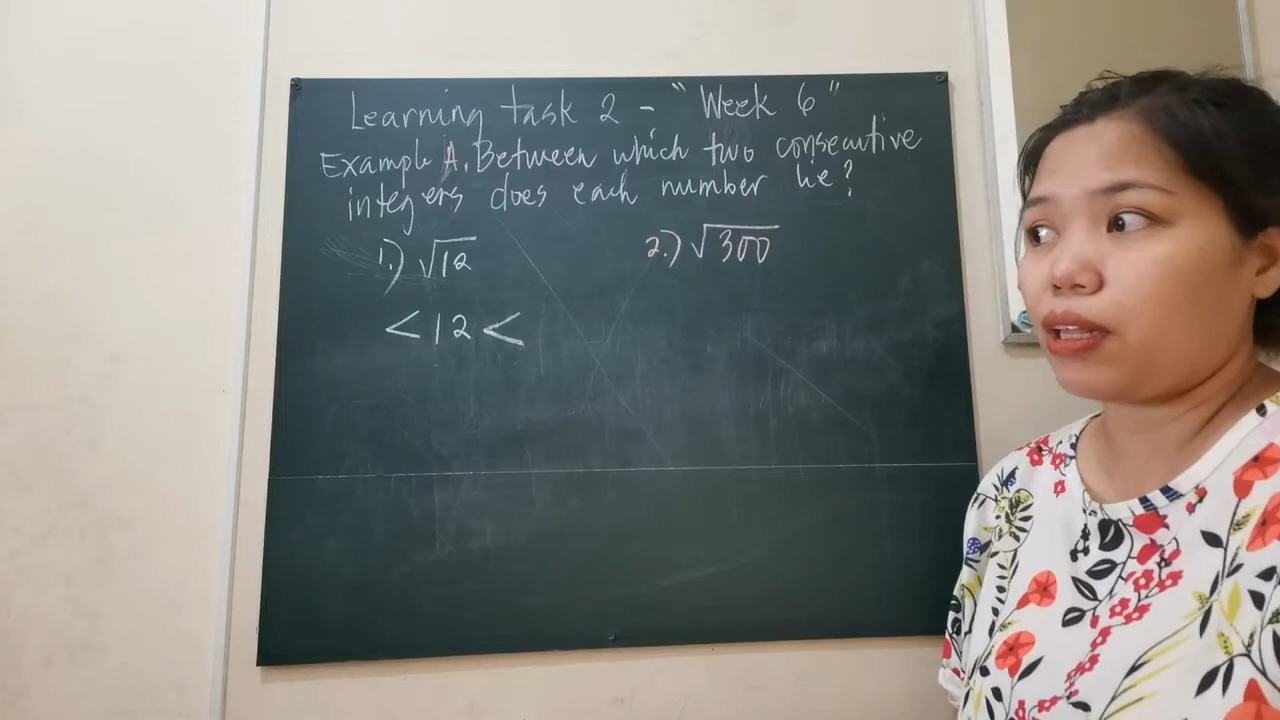 Learning task 2 - "Week 6"
Example A. Between which two consecutive
integers does each number lie?
1.) √12 2.) √300
< 12 <